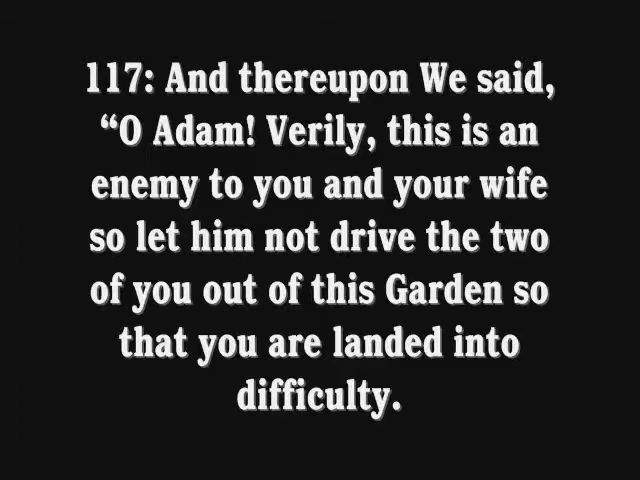 117: And thereupon We said,
“O Adam! Verily, this is an
enemy to you and your wife
so let him not drive the two
of you out of this Garden so
that you are landed into
difficulty.